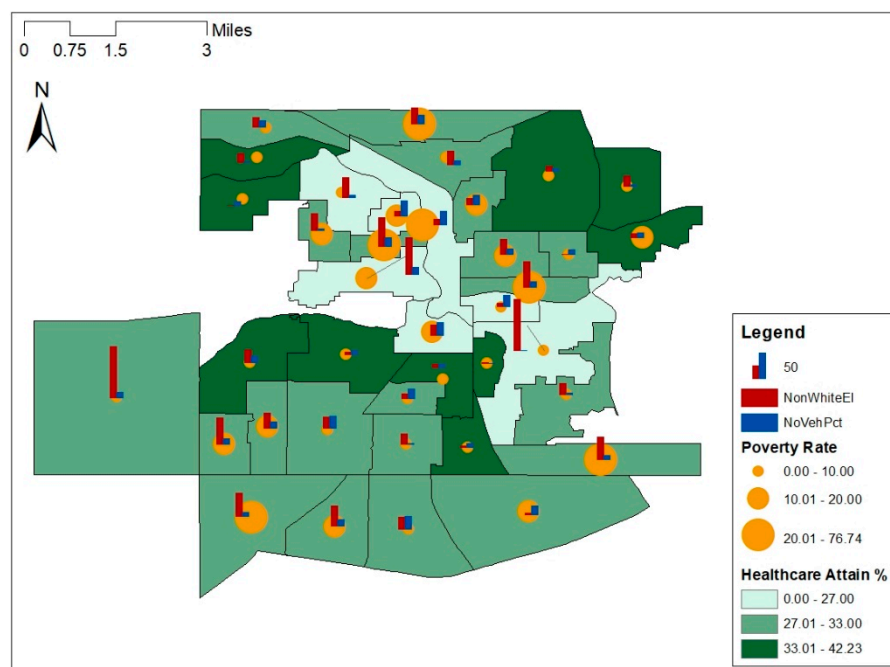 Miles
0 0.75 1.5 3
N
Legend
50
NonWhiteEl
NoVehPct
Poverty Rate
0.00 - 10.00
10.01 - 20.00
20.01 - 76.74
Healthcare Attain %
0.00 - 27.00
27.01 - 33.00
33.01 - 42.23